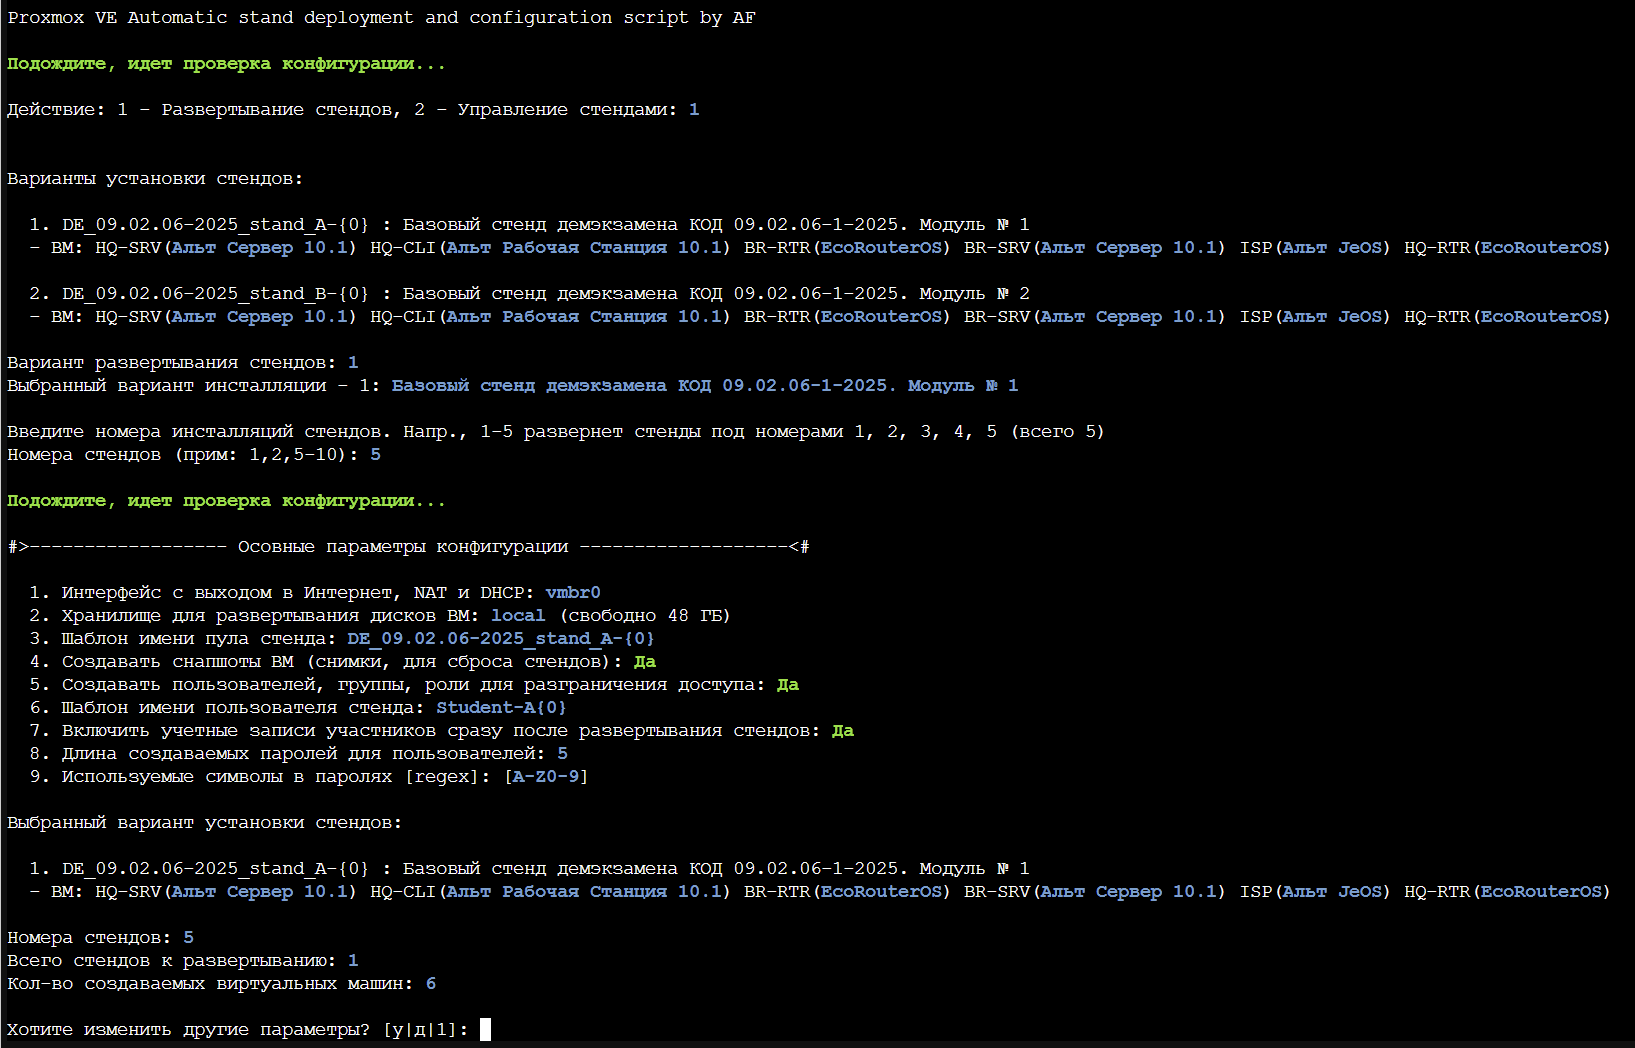 Proxmox VE Automatic stand deployment and configuration script by AF
Подождите, идет проверка конфигурации...
Действие: 1 - Развертывание стендов, 2 - Управление стендами: 1
Варианты установки стендов:
1. DE_09.02.06-2025_stand_A-{0} : Базовый стенд демэкзамена КОД 09.02.06-1-2025. Модуль № 1
- ВМ: HQ-SRV(Альт Сервер 10.1) HQ-CLI(Альт Рабочая Станция 10.1) BR-RTR(EcoRouterOS) BR-SRV(Альт Сервер 10.1) ISP(Альт JeOS) HQ-RTR(EcoRouterOS)
2. DE_09.02.06-2025_stand_B-{0} : Базовый стенд демэкзамена КОД 09.02.06-1-2025. Модуль № 2
- ВМ: HQ-SRV(Альт Сервер 10.1) HQ-CLI(Альт Рабочая Станция 10.1) BR-RTR(EcoRouterOS) BR-SRV(Альт Сервер 10.1) ISP(Альт JeOS) HQ-RTR(EcoRouterOS)
Вариант развертывания стендов: 1
Выбранный вариант инсталляции - 1: Базовый стенд демэкзамена КОД 09.02.06-1-2025. Модуль № 1
Введите номера инсталляций стендов. Напр., 1-5 развернет стенды под номерами 1, 2, 3, 4, 5 (всего 5)
Номера стендов (прим: 1,2,5-10): 5
Подождите, идет проверка конфигурации...
#>------------------ Осовные параметры конфигурации -------------------<#
1. Интерфейс с выходом в Интернет, NAT и DHCP: vmbr0
2. Хранилище для развертывания дисков ВМ: local (свободно 48 ГБ)
3. Шаблон имени пула стенда: DE_09.02.06-2025_stand_A-{0}
4. Создавать снапшоты ВМ (снимки, для сброса стендов): Да
5. Создавать пользователей, группы, роли для разграничения доступа: Да
6. Шаблон имени пользователя стенда: Student-A{0}
7. Включить учетные записи участников сразу после развертывания стендов: Да
8. Длина создаваемых паролей для пользователей: 5
9. Используемые символы в паролях [regex]: [A-Z0-9]
Выбранный вариант установки стендов:
1. DE_09.02.06-2025_stand_A-{0} : Базовый стенд демэкзамена КОД 09.02.06-1-2025. Модуль № 1
- ВМ: HQ-SRV(Альт Сервер 10.1) HQ-CLI(Альт Рабочая Станция 10.1) BR-RTR(EcoRouterOS) BR-SRV(Альт Сервер 10.1) ISP(Альт JeOS) HQ-RTR(EcoRouterOS)
Номера стендов: 5
Всего стендов к развертыванию: 1
Кол-во создаваемых виртуальных машин: 6
Хотите изменить другие параметры? [y|д|1]: